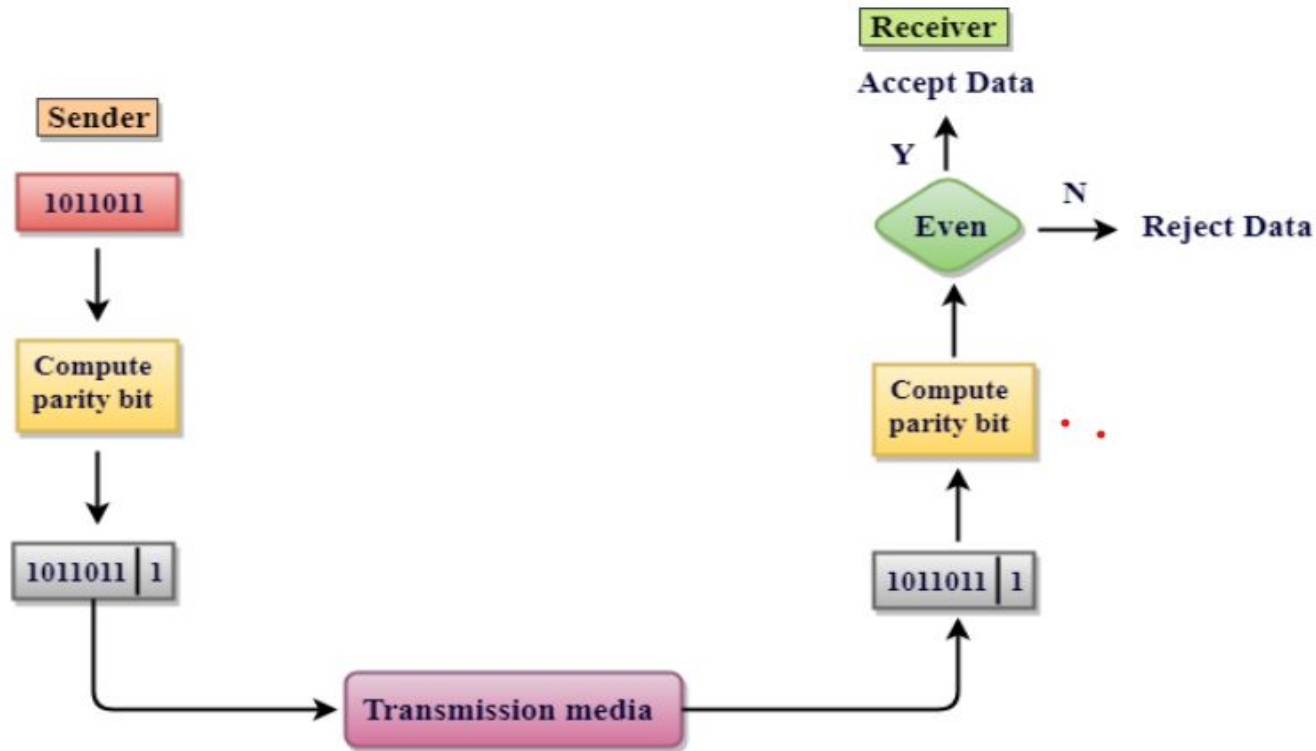 Sender
1011011
Compute
parity bit
1011011 | 1
Transmission media
1011011 | 1
Compute
parity bit
Even
Y
N
Accept Data
Reject Data
Receiver